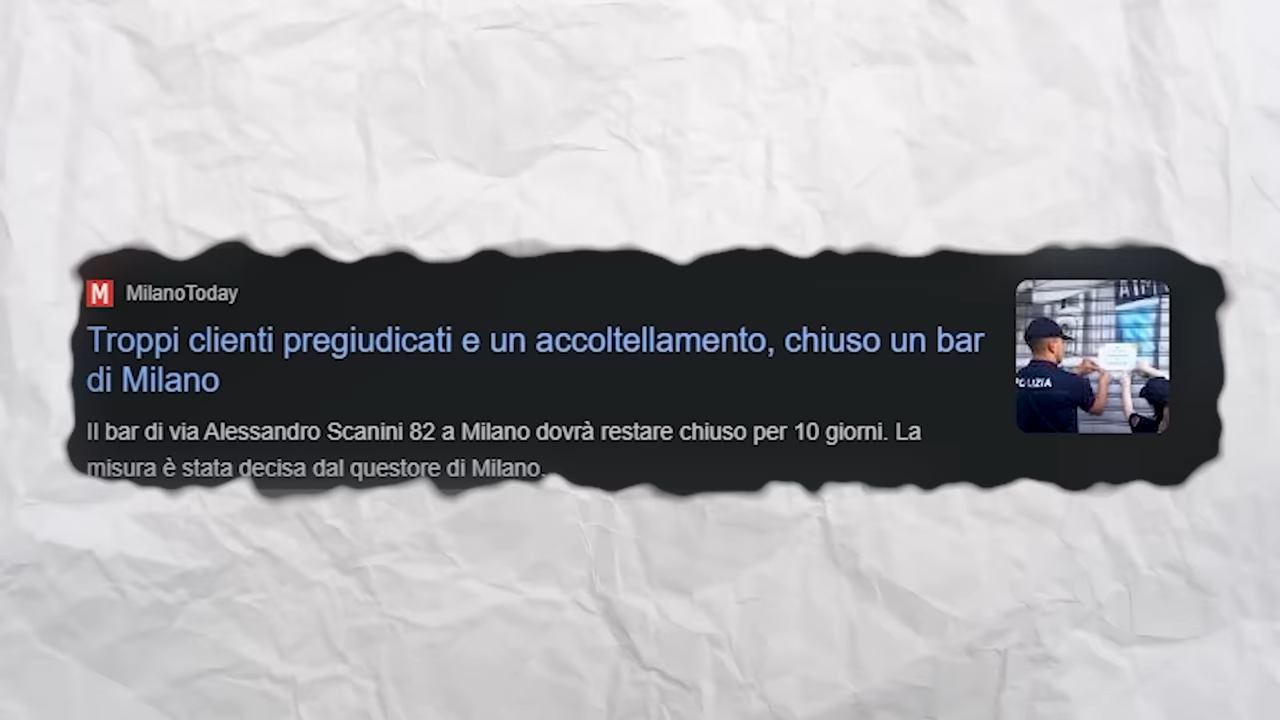 M MilanoToday
Troppi clienti pregiudicati e un accoltellamento, chiuso un bar
di Milano
Il bar di via Alessandro Scanini 82 a Milano dovrà restare chiuso per 10 giorni. La
misura è stata decisa dal questore di Milano.
POLIZIA